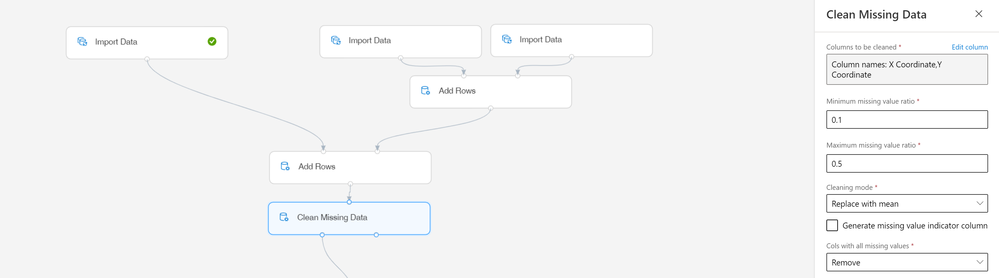 Import Data
Import Data
Import Data
Add Rows
Add Rows
Clean Missing Data
Clean Missing Data
Columns to be cleaned *
Edit column
Column names: X Coordinate,Y
Coordinate
Minimum missing value ratio *
0.1
Maximum missing value ratio *
0.5
Cleaning mode *
Replace with mean
Generate missing value indicator column
Cols with all missing values *
Remove